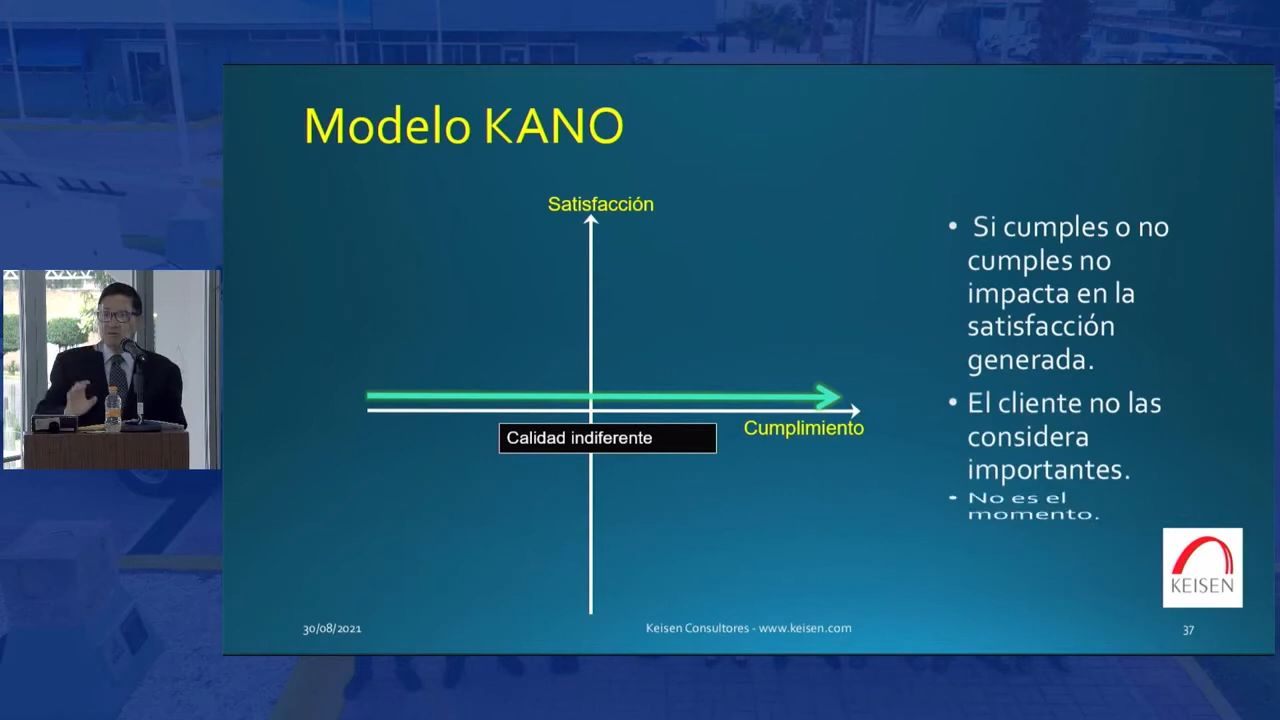 Modelo KANO
Satisfacción
Calidad indiferente
Cumplimiento
• Si cumples o no
cumples no
impacta en la
satisfacción
generada.
• El cliente no las
considera
importantes.
• No es el
momento.
KEISEN
30/08/2021
Keisen Consultores - www.keisen.com
37